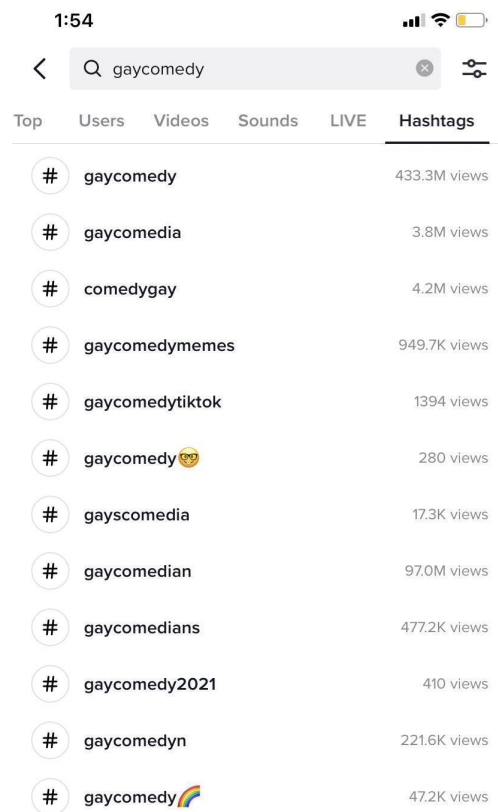 1:54
gaycomedy
Top Users Videos Sounds LIVE Hashtags
# gaycomedy 433.3M views
# gaycomedia 3.8M views
# comedygay 4.2M views
# gaycomedymemes 949.7K views
# gaycomedytiktok 1394 views
# gaycomedy🤓 280 views
# gayscomedia 17.3K views
# gaycomedian 97.0M views
# gaycomedians 477.2K views
# gaycomedy2021 410 views
# gaycomedyn 221.6K views
# gaycomedy🌈 47.2K views